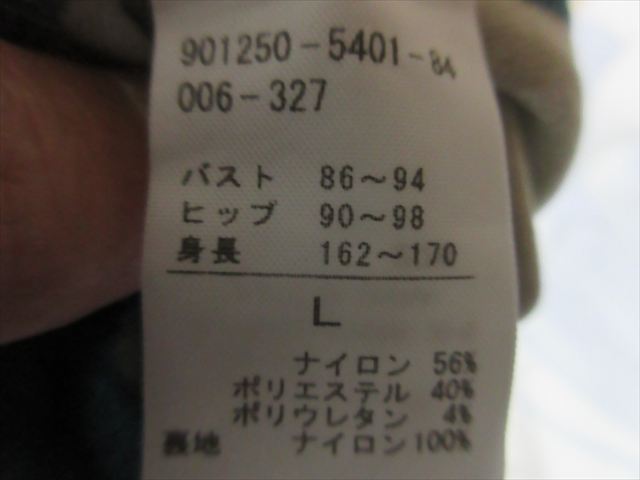 901250-5401-84
006-327
バスト 86～94
ヒップ 90～98
身長 162～170
L
ナイロン 56%
ポリエステル 40%
ポリウレタン 4%
裏地 ナイロン100%